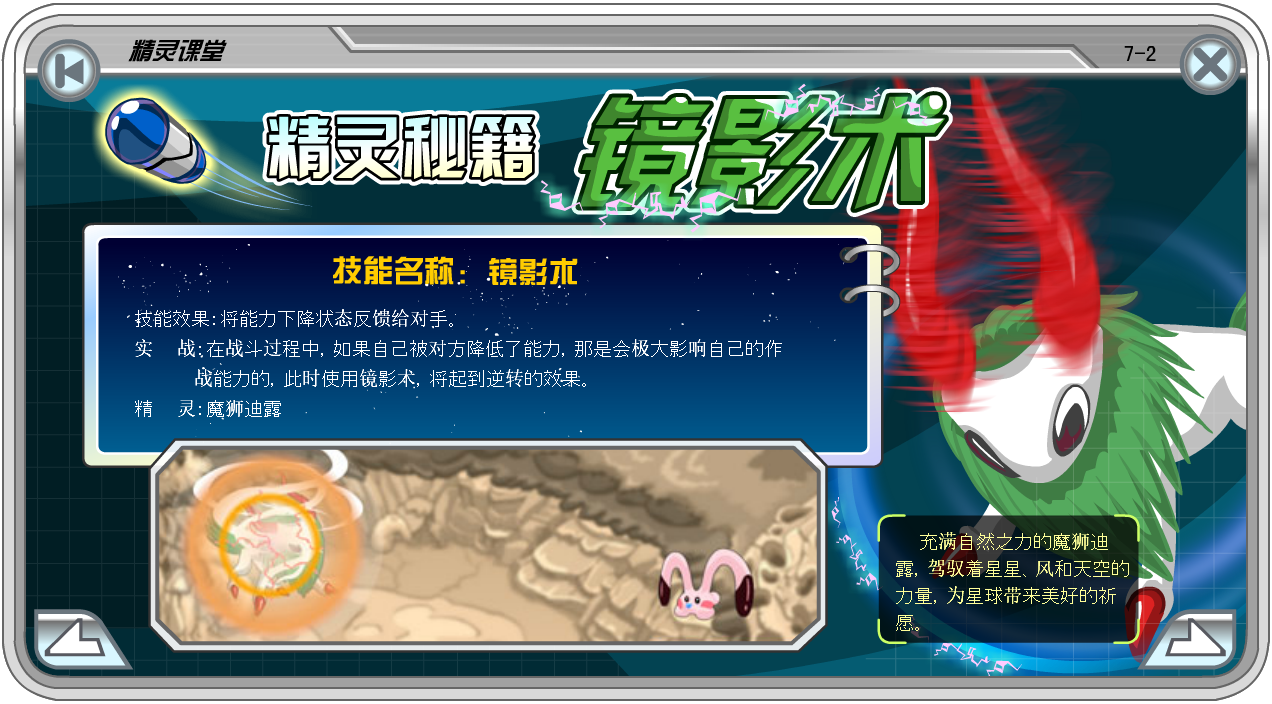 精灵课堂
7-2
精灵秘籍 镜影术
技能名称：镜影术
技能效果：将能力下降状态反馈给对手。
实 战：在战斗过程中，如果自己被对方降低了能力，那是会极大影响自己的作
战能力的，此时使用镜影术，将起到逆转的效果。
精 灵：魔狮迪露
充满自然之力的魔狮迪
露，驾驭着星星、风和天空的
力量，为星球带来美好的祈
愿。